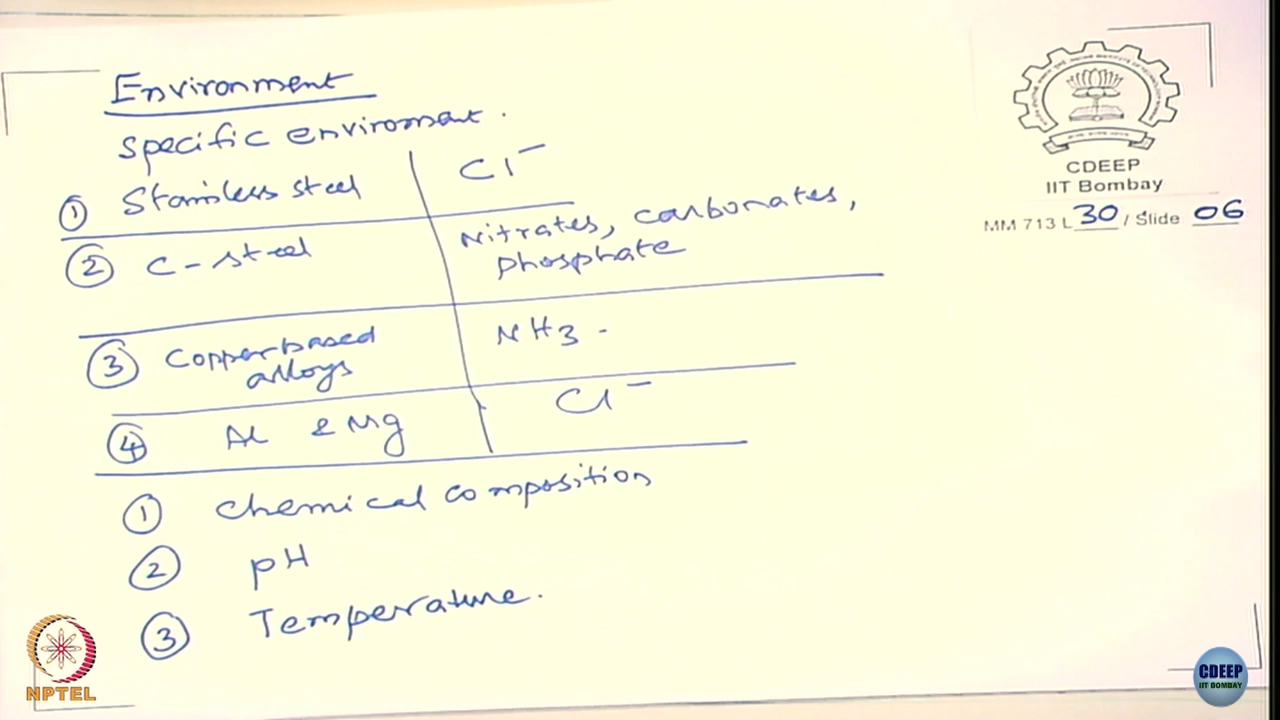 Environment
specific enviroment.
① Stainless steel | Cl⁻
② C-steel | Nitrates, carbonates, phosphate
③ Copper based alloys | NH3 -
④ Al & Mg | Cl⁻
① chemical composition
② pH
③ Temperature.
CDEEP
IIT Bombay
MM 713 L 30 / Slide 06
NPTEL
CDEEP
IIT BOMBAY